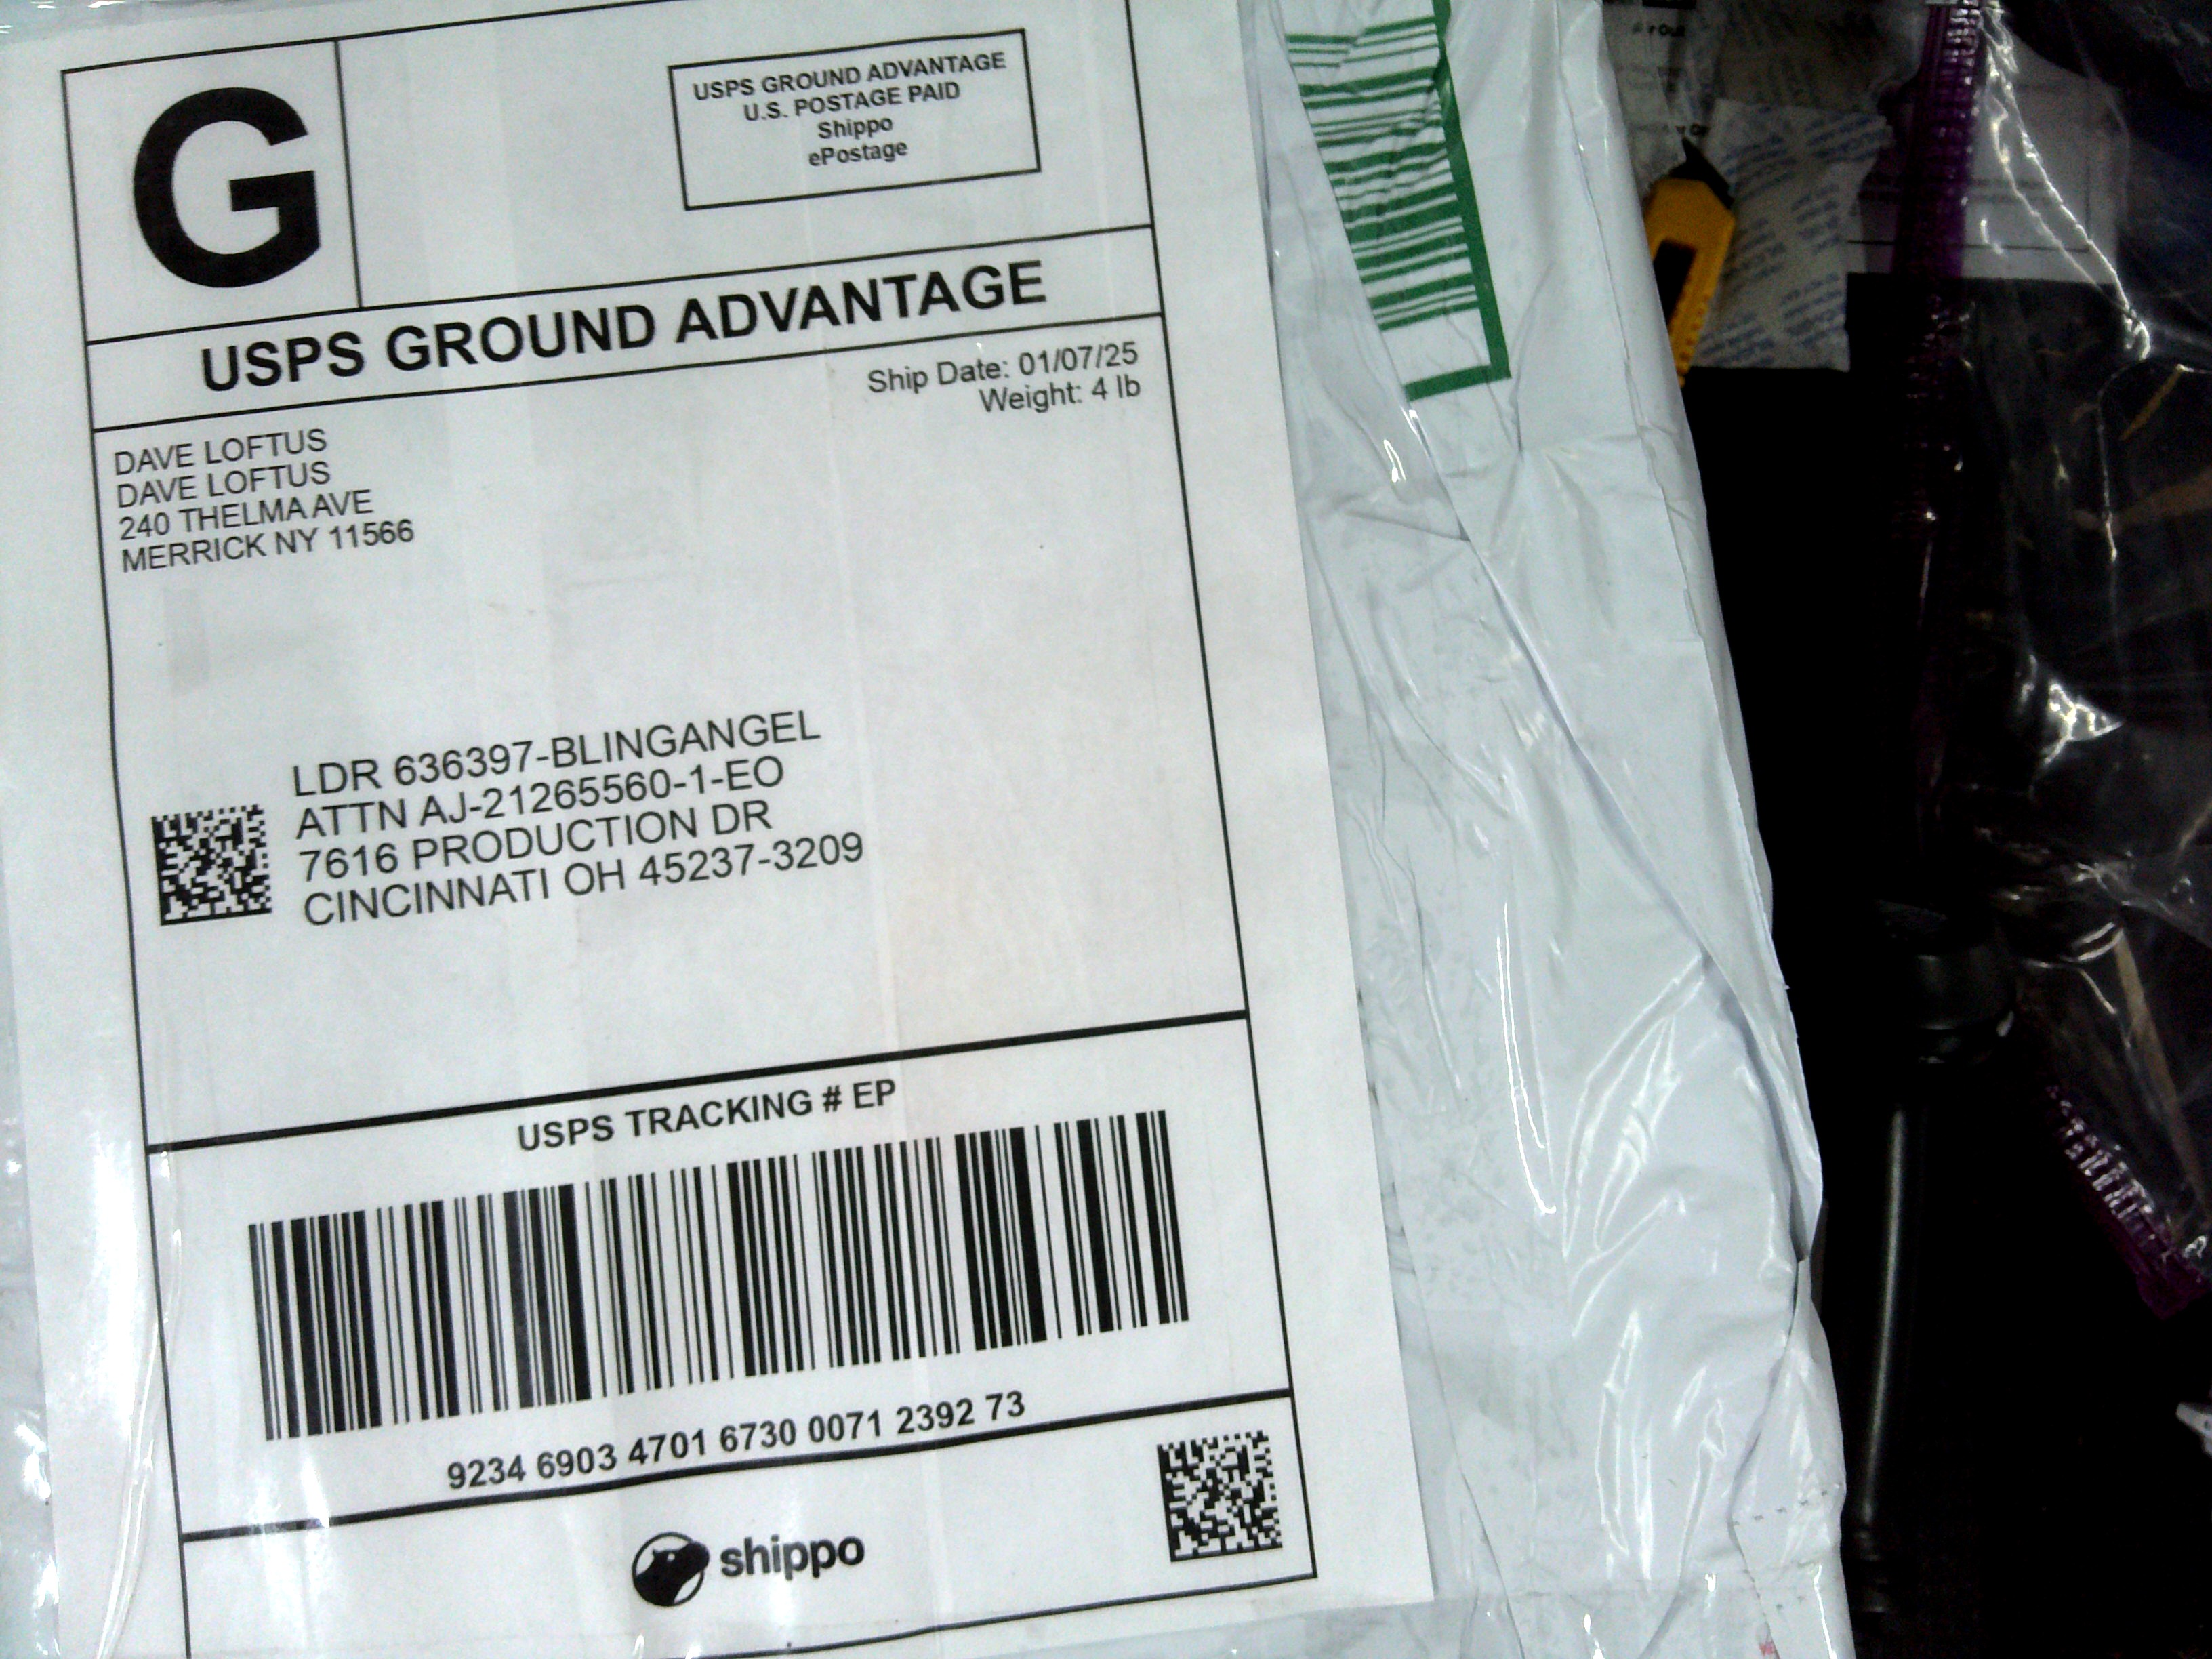 G
USPS GROUND ADVANTAGE
U.S. POSTAGE PAID
Shippo
ePostage
USPS GROUND ADVANTAGE
Ship Date: 01/07/25
Weight: 4 lb
DAVE LOFTUS
DAVE LOFTUS
240 THELMA AVE
MERRICK NY 11566
LDR 636397-BLINGANGEL
ATTN AJ-21265560-1-EO
7616 PRODUCTION DR
CINCINNATI OH 45237-3209
USPS TRACKING # EP
9234 6903 4701 6730 0071 2392 73
shippo